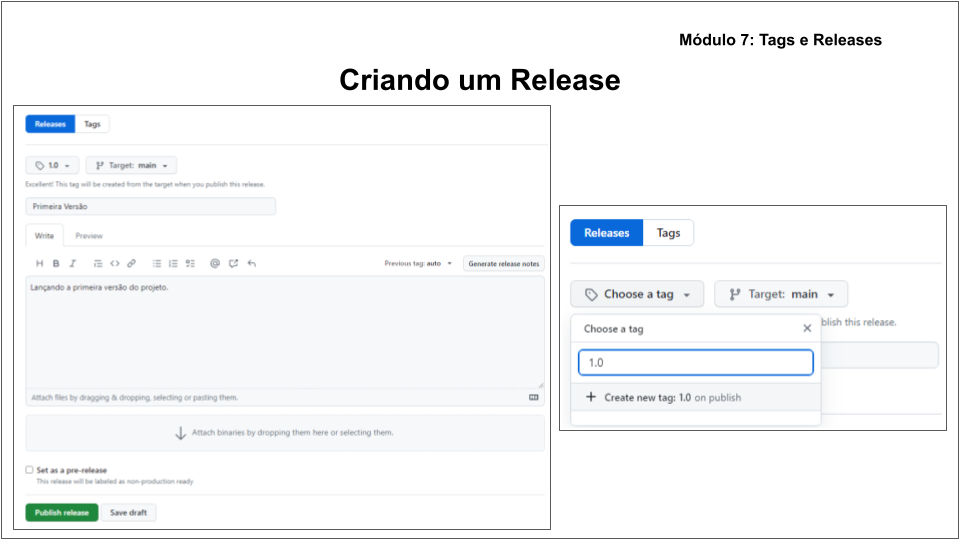 Módulo 7: Tags e Releases
Criando um Release
Releases Tags
1.0 Target: main
Excellent! This tag will be created from the target when you publish this release.
Primeira Versão
Write Preview
H B I @ Previous tag: auto Generate release notes
Lançando a primeira versão do projeto.
Attach files by dragging & dropping, selecting or pasting them.
Attach binaries by dropping them here or selecting them.
Set as a pre-release
This release will be labeled as non-production ready
Publish release Save draft
Releases Tags
Choose a tag Target: main
blish this release.
Choose a tag
1.0
Create new tag: 1.0 on publish